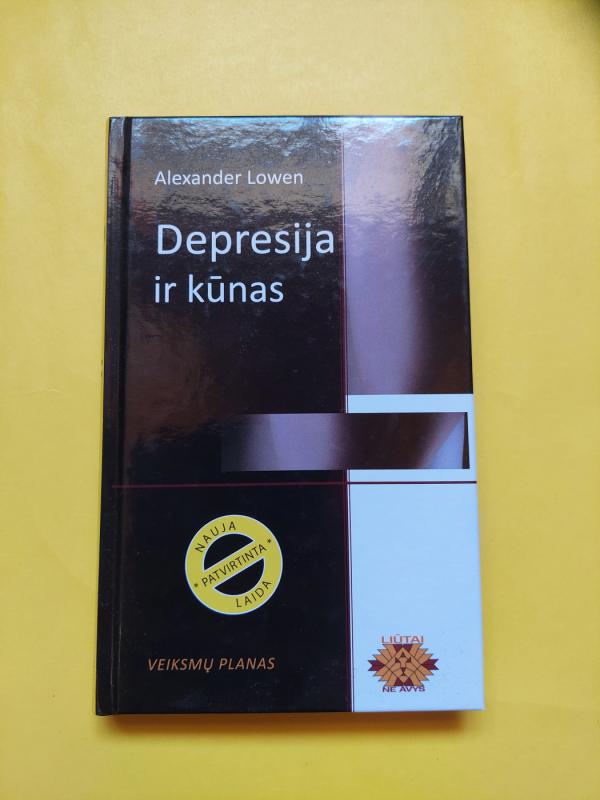 Alexander Lowen
Depresija
ir kūnas
NAUJA
* PATVIRTINTA *
LAIDA
VEIKSMŲ PLANAS
LIŪTAI
NE AVYS